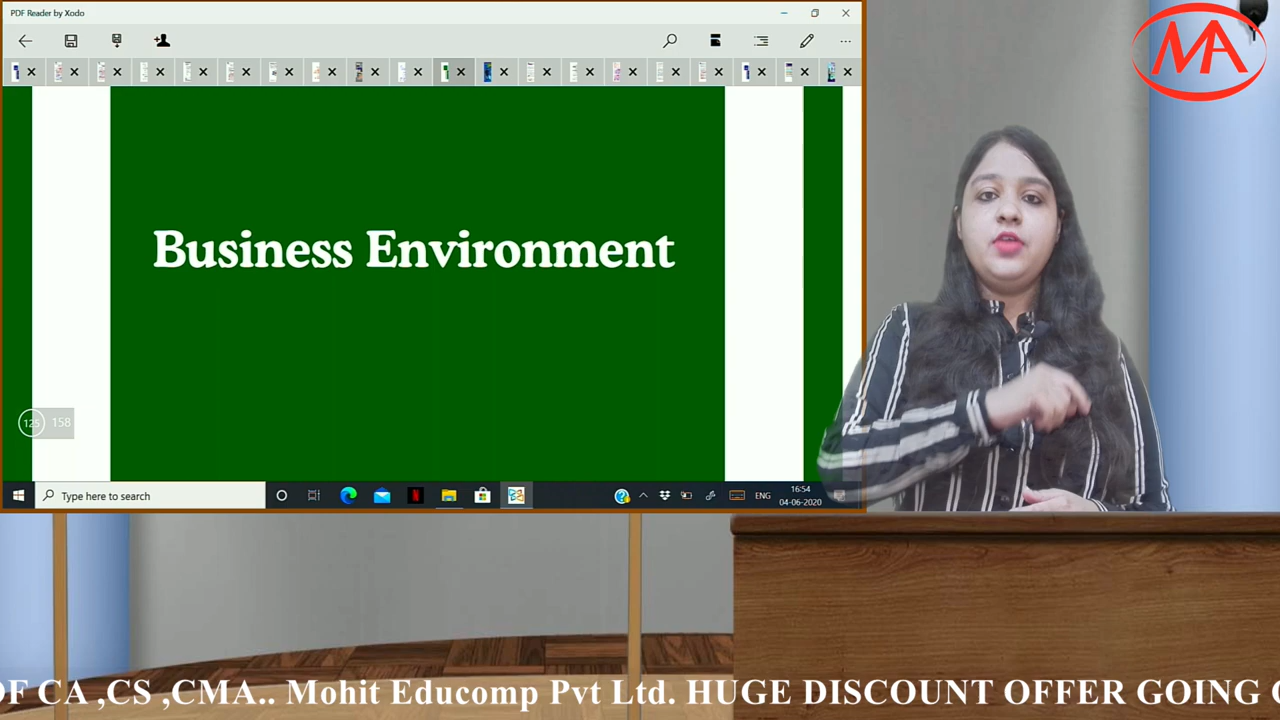 PDF Reader by Xodo
MA
Business Environment
125 158
Type here to search
ENG
16:54
04-06-2020
OF CA ,CS ,CMA.. Mohit Educomp Pvt Ltd. HUGE DISCOUNT OFFER GOING